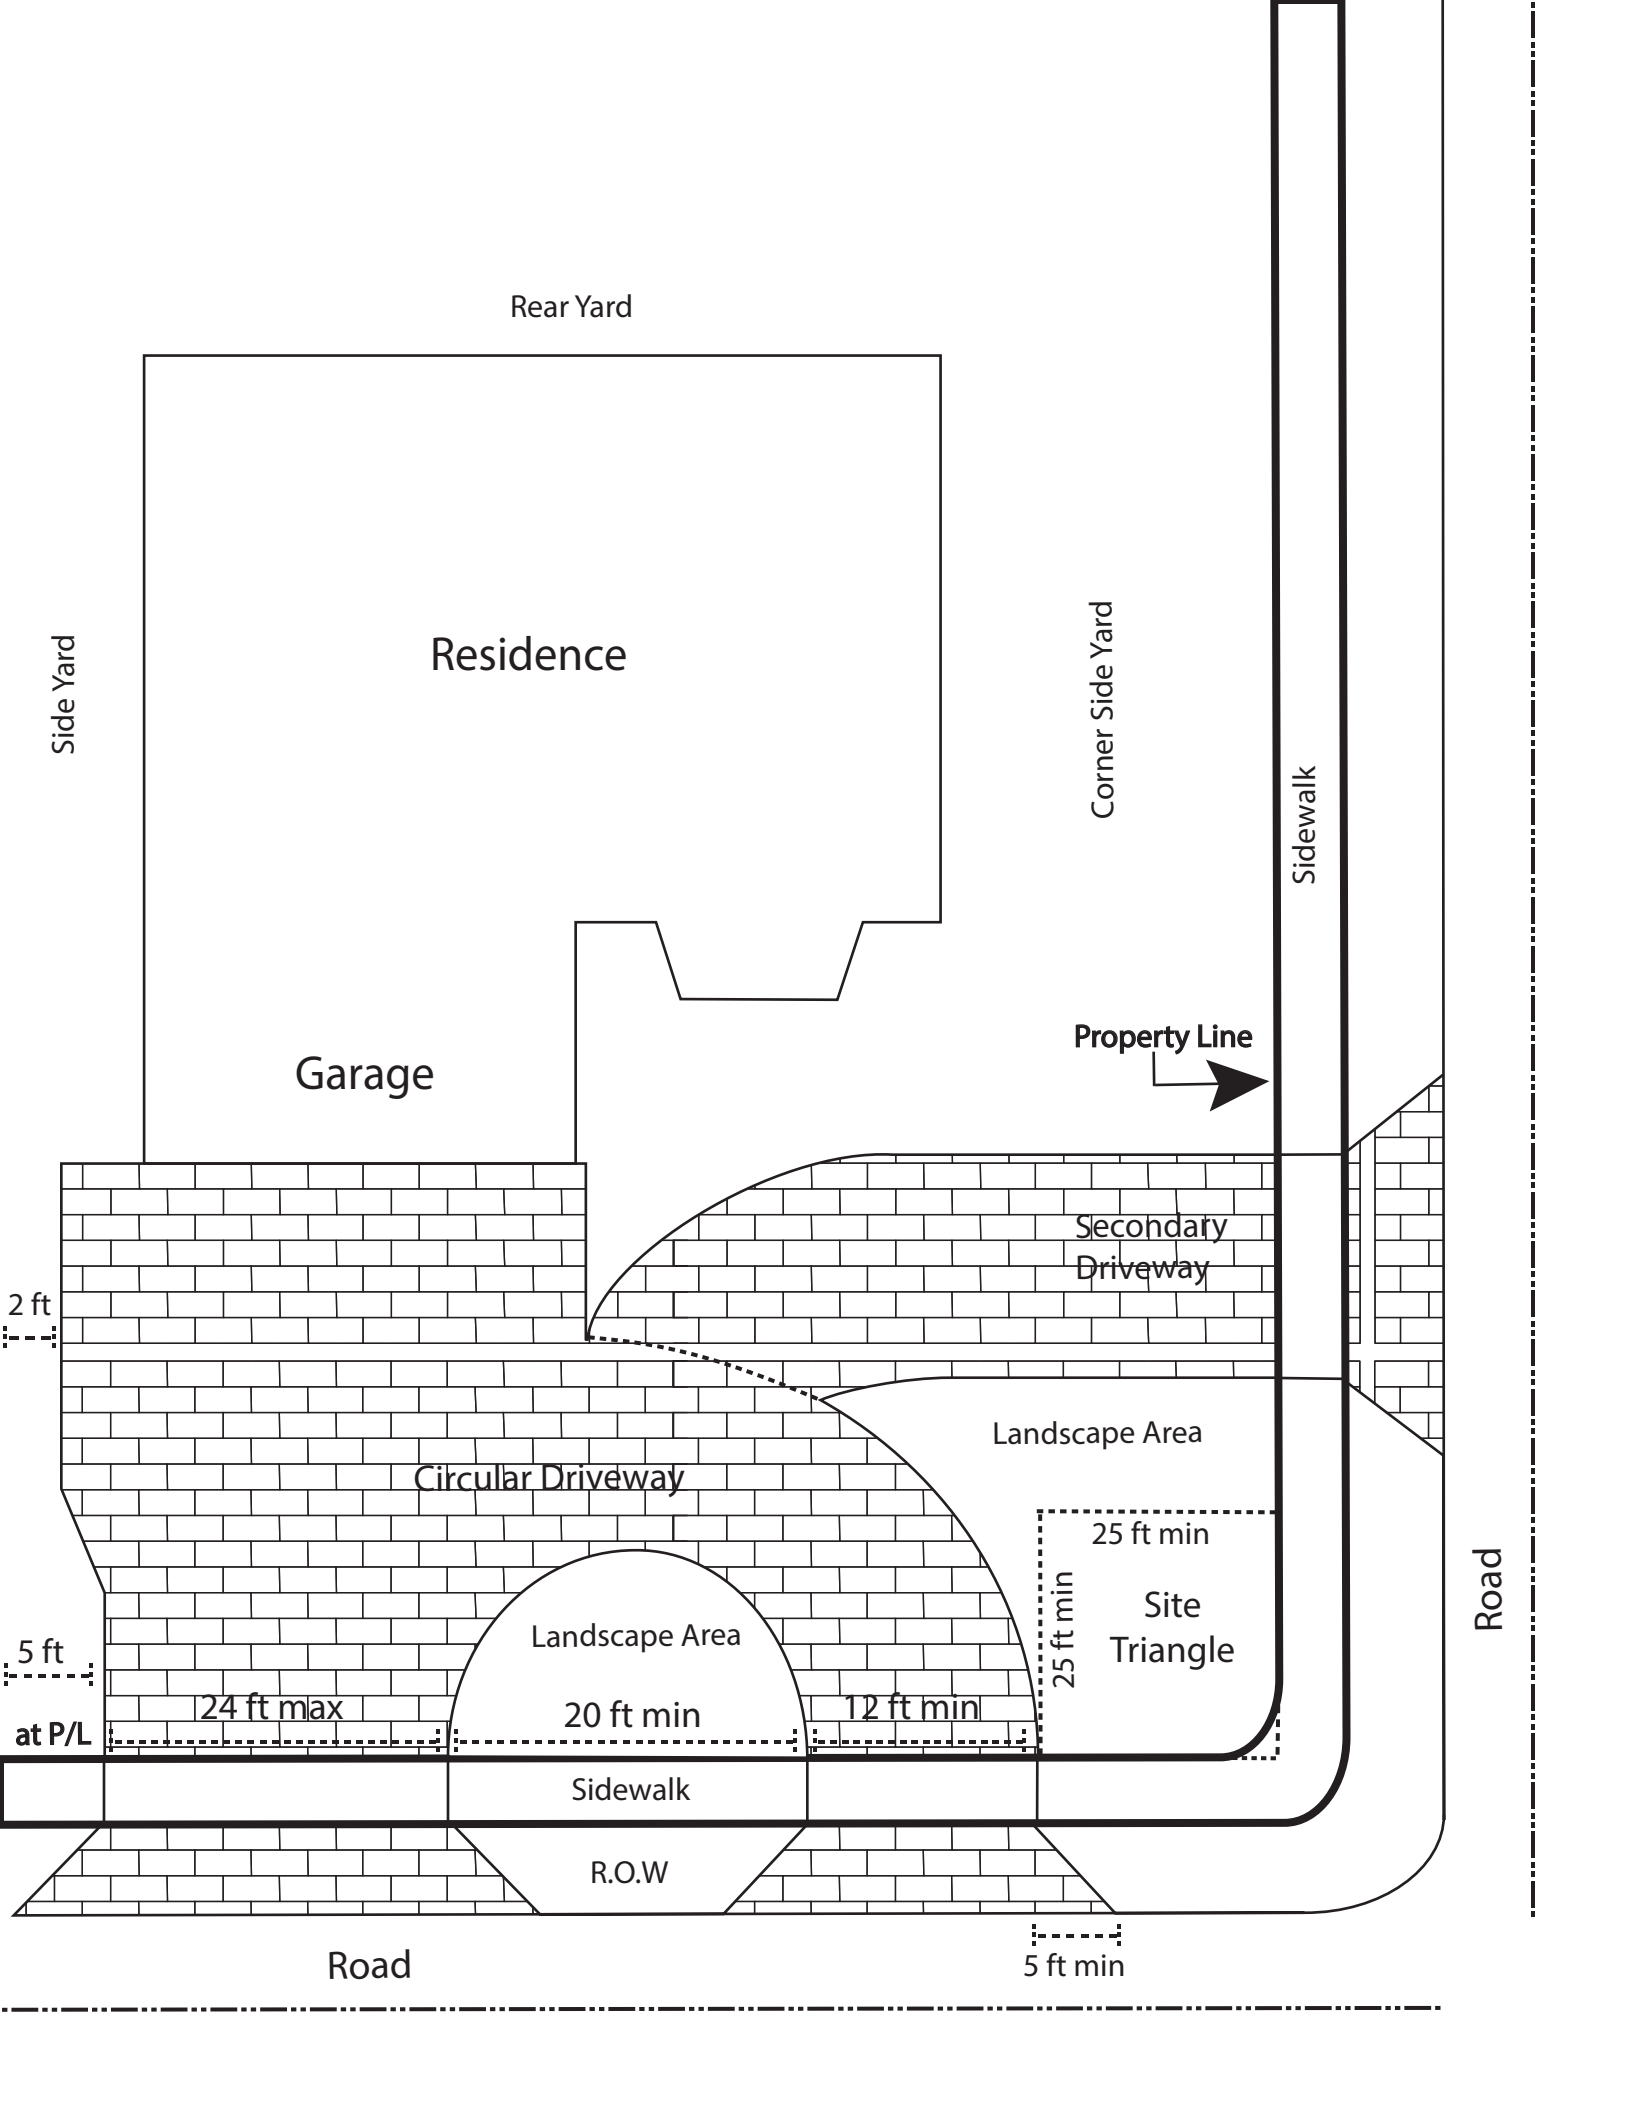 Rear Yard
Residence
Side Yard
Corner Side Yard
Sidewalk
Property Line
Garage
Secondary
Driveway
2 ft
Landscape Area
Circular Driveway
25 ft min
25 ft min
Site
Triangle
Road
Landscape Area
5 ft
at P/L
24 ft max
20 ft min
12 ft min
Sidewalk
R.O.W
Road
5 ft min